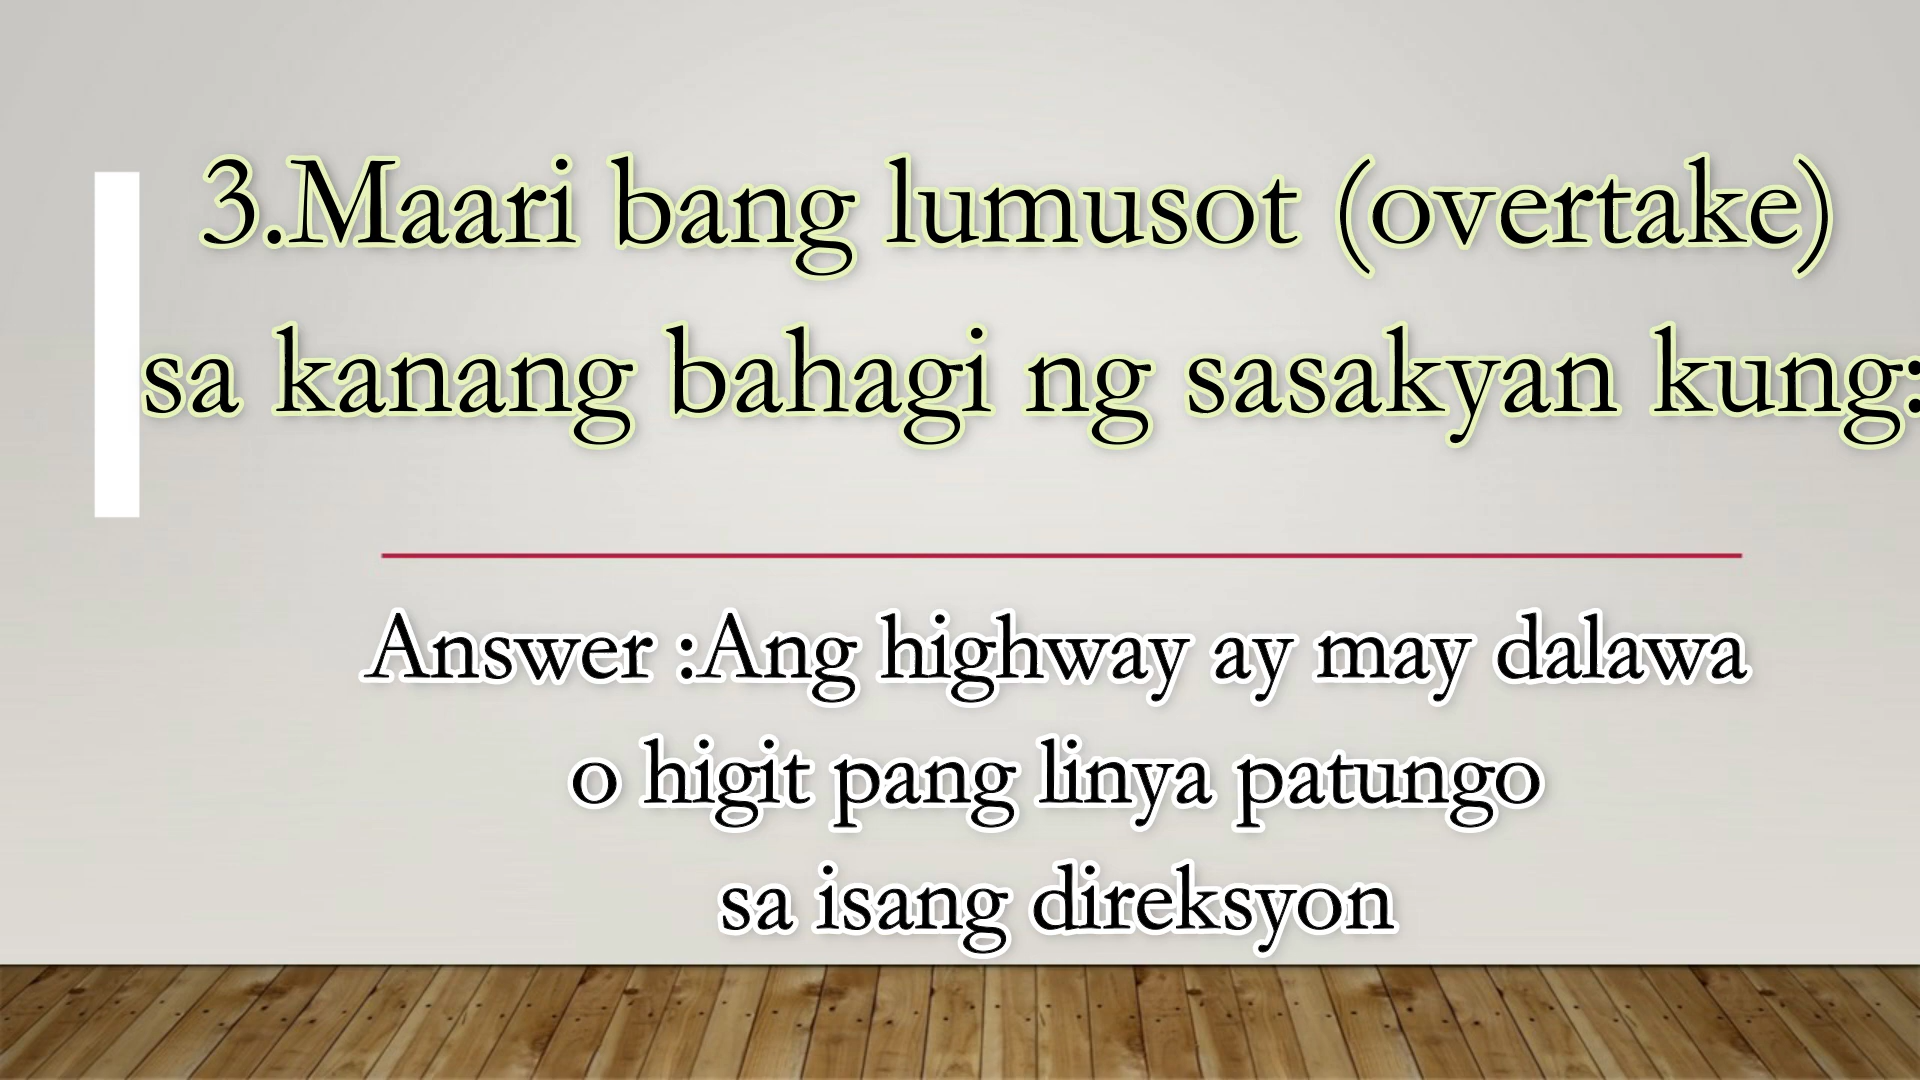 3.Maari bang lumusot (overtake)
sa kanang bahagi ng sasakyan kung:
Answer :Ang highway ay may dalawa
o higit pang linya patungo
sa isang direksyon